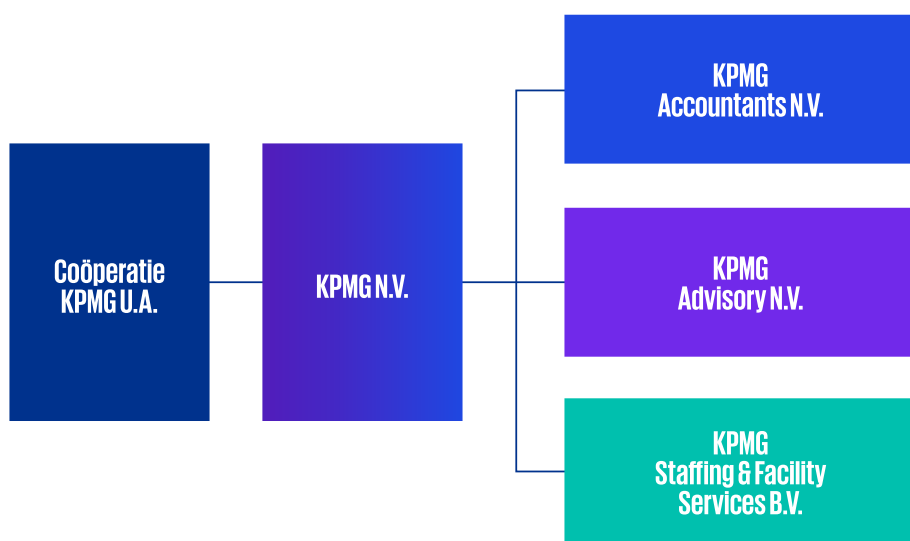 Coöperatie
KPMG U.A.
KPMG N.V.
KPMG
Accountants N.V.
KPMG
Advisory N.V.
KPMG
Staffing & Facility
Services B.V.